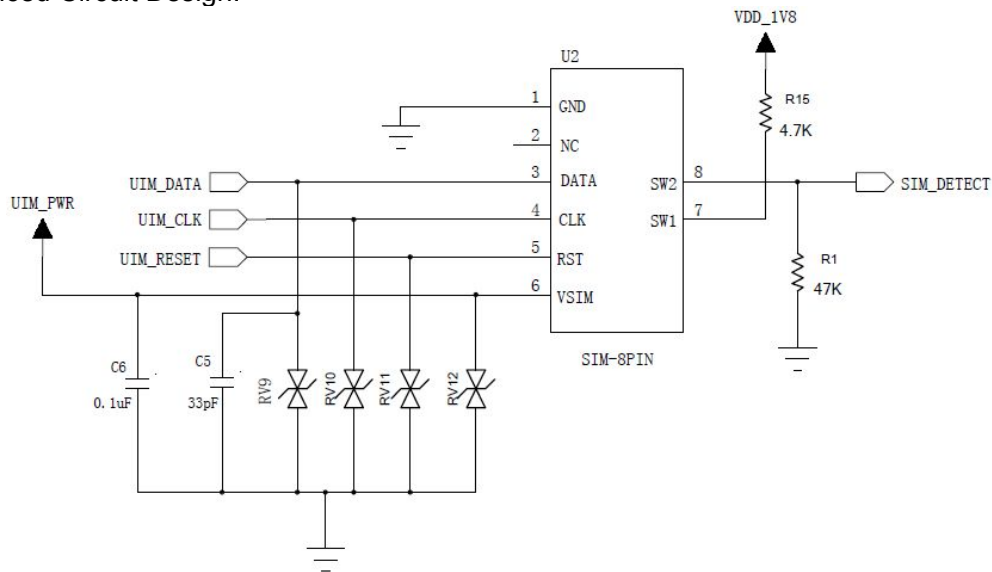 Circuit Design:
VDD_1V8
U2
R15
4.7K
1
GND
2
NC
UIM_DATA
3
DATA
SW2
8
SIM_DETECT
UIM_PWR
UIM_CLK
4
CLK
SW1
7
UIM_RESET
5
RST
R1
47K
6
VSIM
SIM-8PIN
C6
0.1uF
C5
33pF
RV9
RV10
RV11
RV12